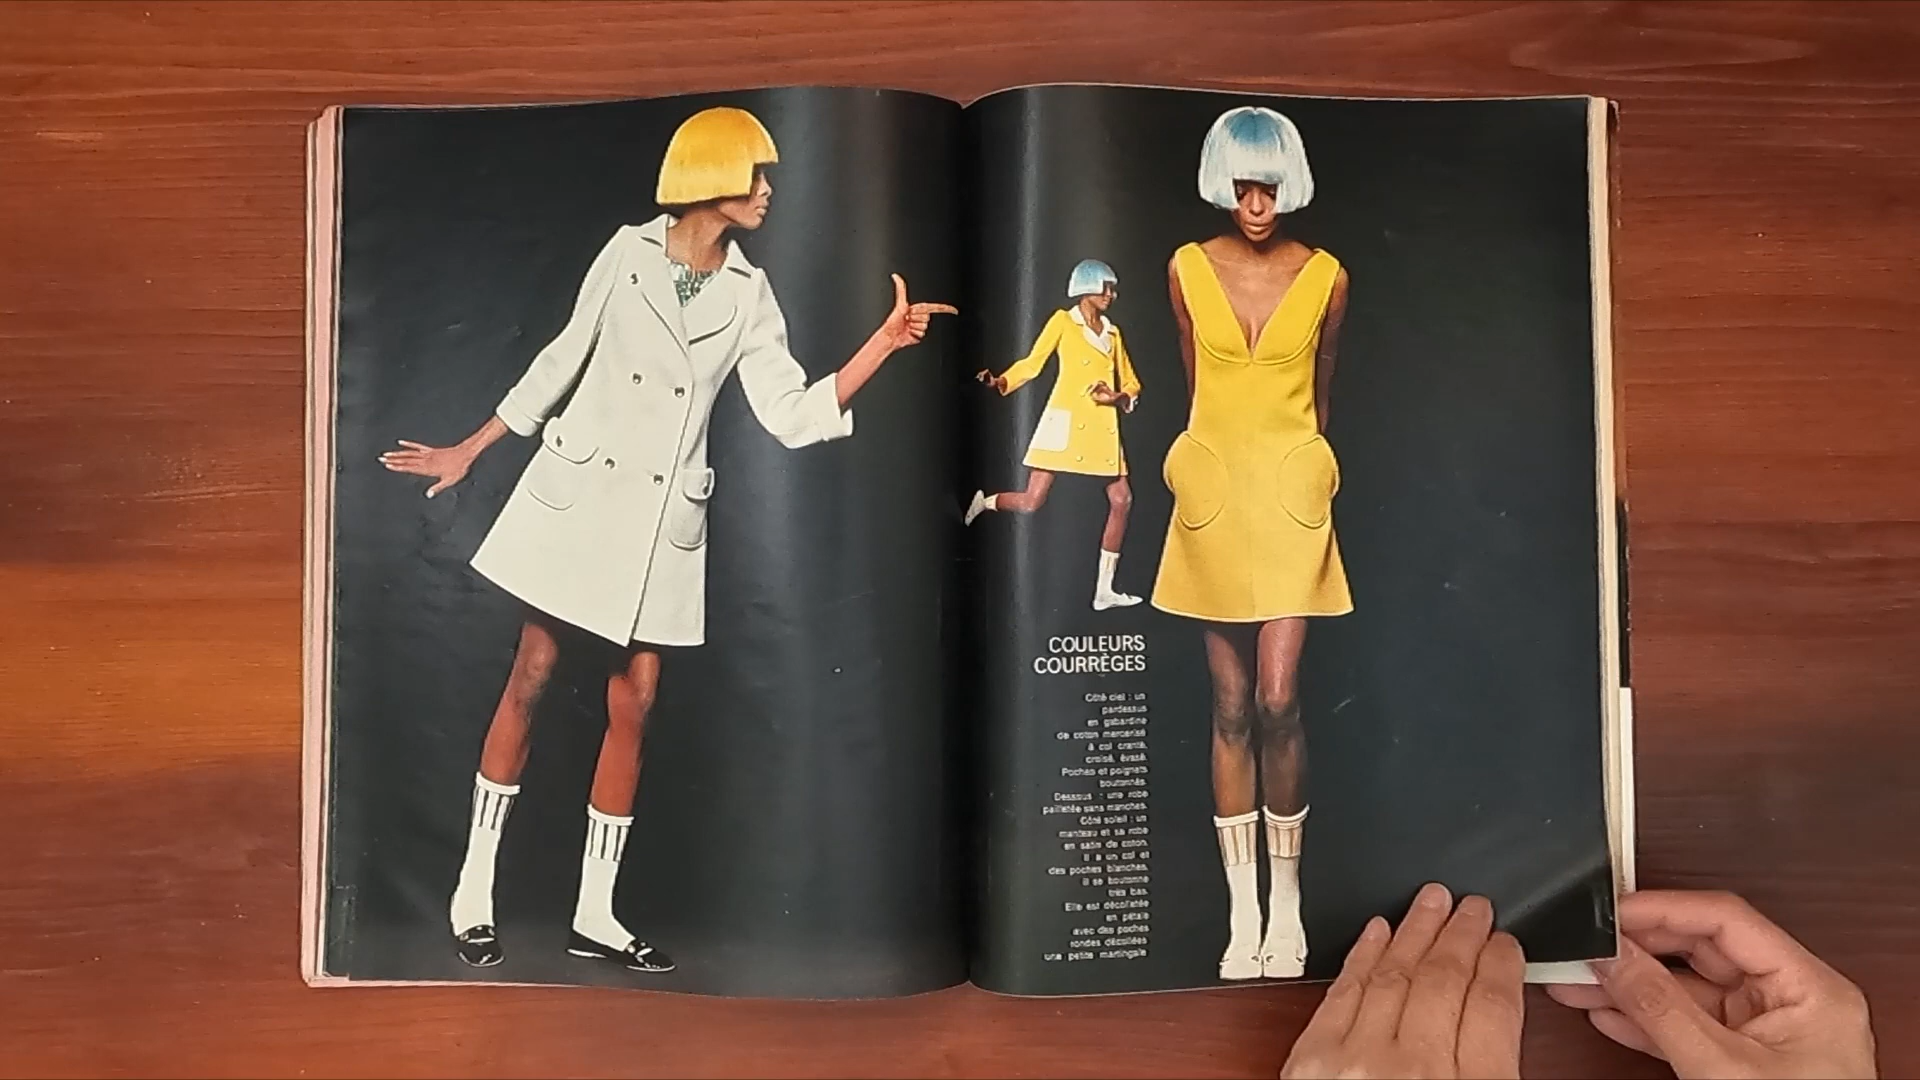 COULEURS
COURRÈGES
Côté ciel : un
pardessus
en gabardine
de coton mercerisé
à col cranté,
croisé, évasé.
Poches et poignets
boutonnés.
Dessous : une robe
pailletée sans manches.
Côté soleil : un
manteau et sa robe
en satin de coton.
Il a un col et
des poches blanches,
il se boutonne
très bas.
Elle est décolletée
en pétale
avec des poches
rondes décollées
une petite martingale